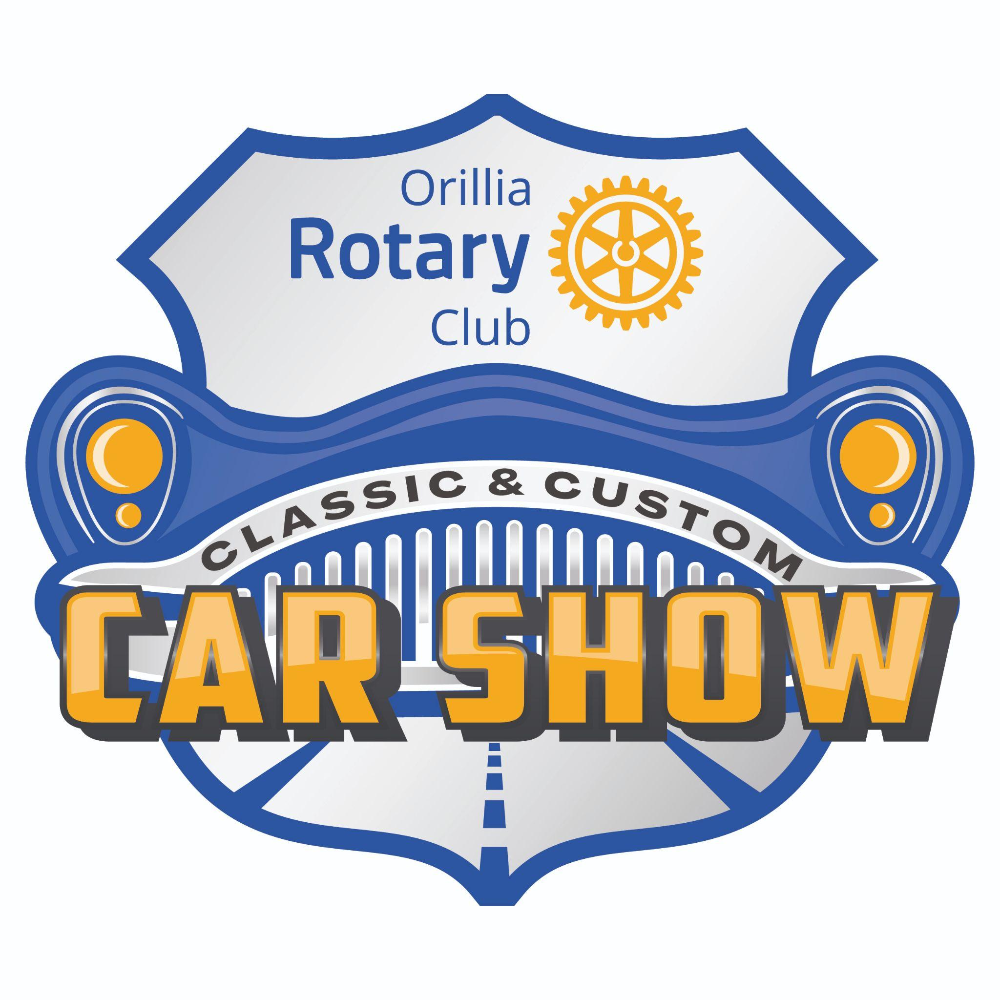 Orillia
Rotary
Club
CLASSIC & CUSTOM
CAR SHOW